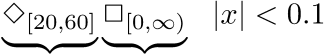 ◇[20,60] □[0,∞) |x| < 0.1